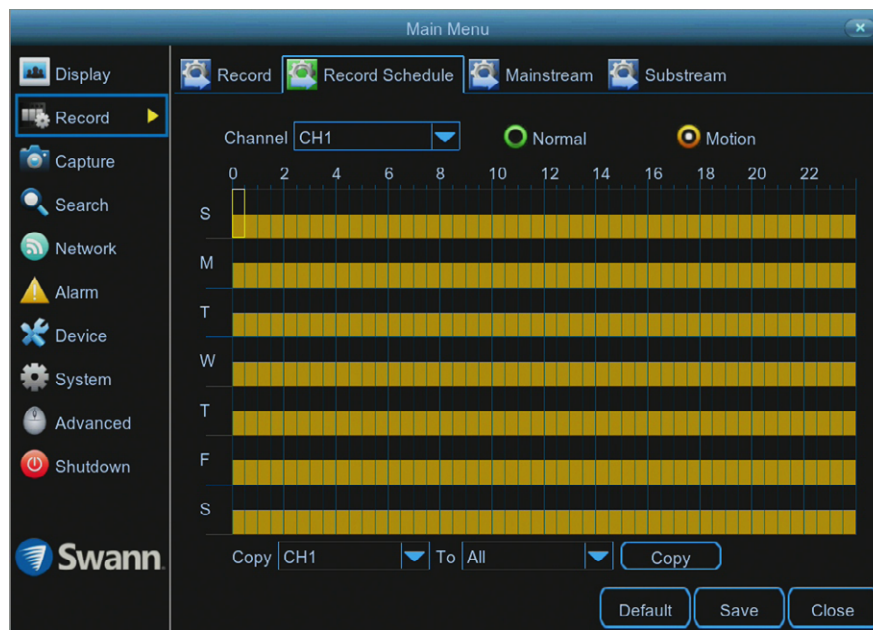 Main Menu
Display
Record
Capture
Search
Network
Alarm
Device
System
Advanced
Shutdown
Swann
Record Record Schedule Mainstream Substream
Channel CH1 Normal Motion
0 2 4 6 8 10 12 14 16 18 20 22
S
M
T
W
T
F
S
Copy CH1 To All Copy
Default Save Close